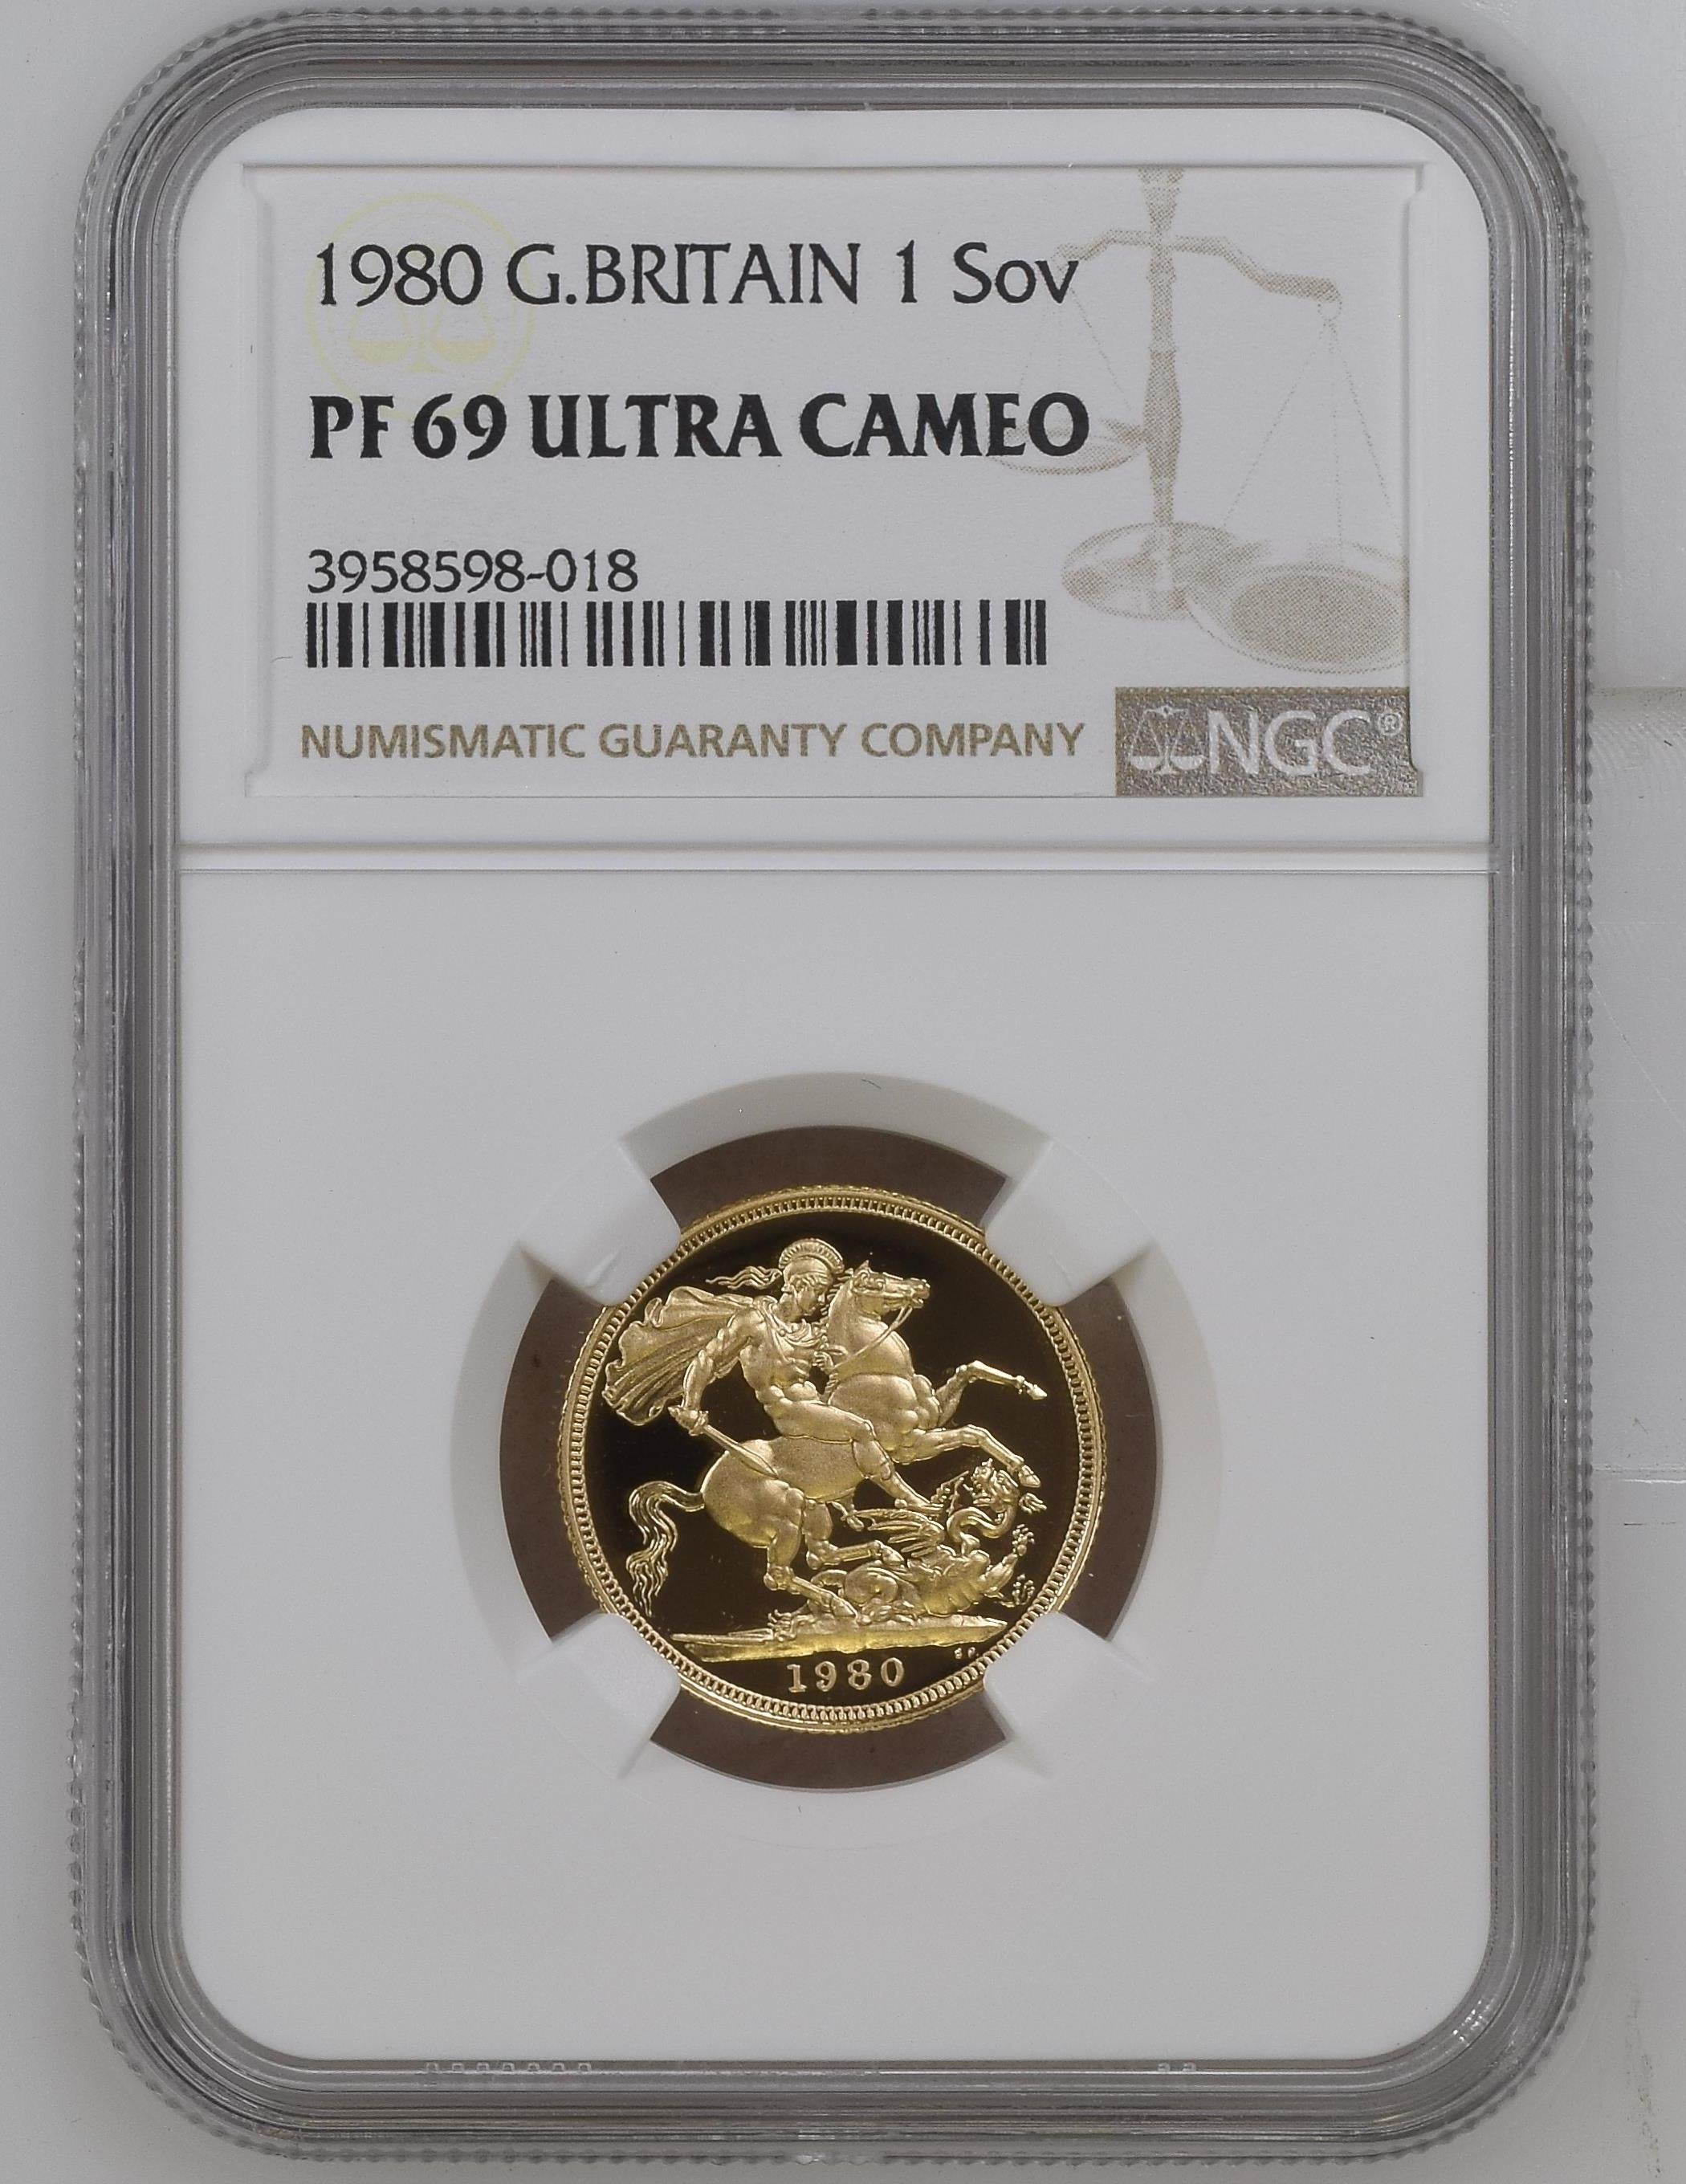 1980 G.BRITAIN 1 Sov
PF 69 ULTRA CAMEO
3958598-018
NUMISMATIC GUARANTY COMPANY
NGC®
1980